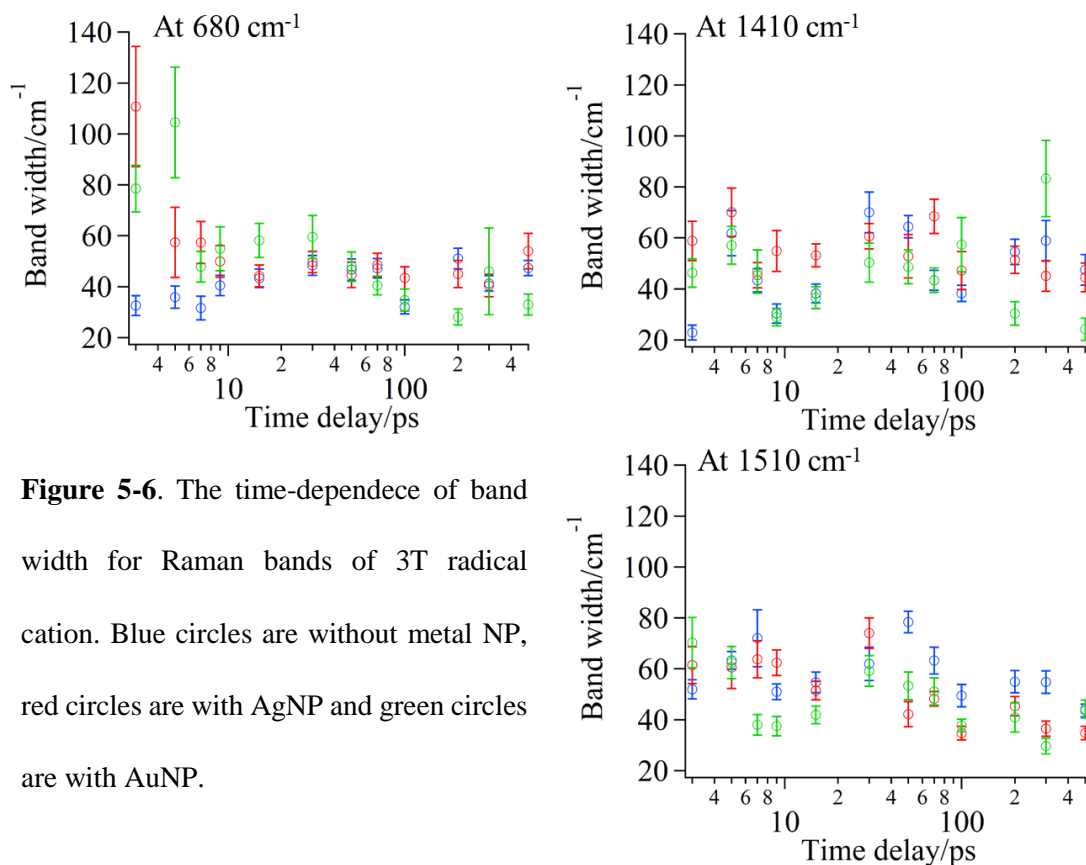 At 680 cm-1
140
120
100
80
60
40
20
Band width/cm-1
4 6 8 10 2 4 6 8 100 2 4
Time delay/ps
At 1410 cm-1
140
120
100
80
60
40
20
Band width/cm-1
4 6 8 10 2 4 6 8 100 2 4
Time delay/ps
Figure 5-6. The time-dependece of band
width for Raman bands of 3T radical
cation. Blue circles are without metal NP,
red circles are with AgNP and green circles
are with AuNP.
At 1510 cm-1
140
120
100
80
60
40
20
Band width/cm-1
4 6 8 10 2 4 6 8 100 2 4
Time delay/ps